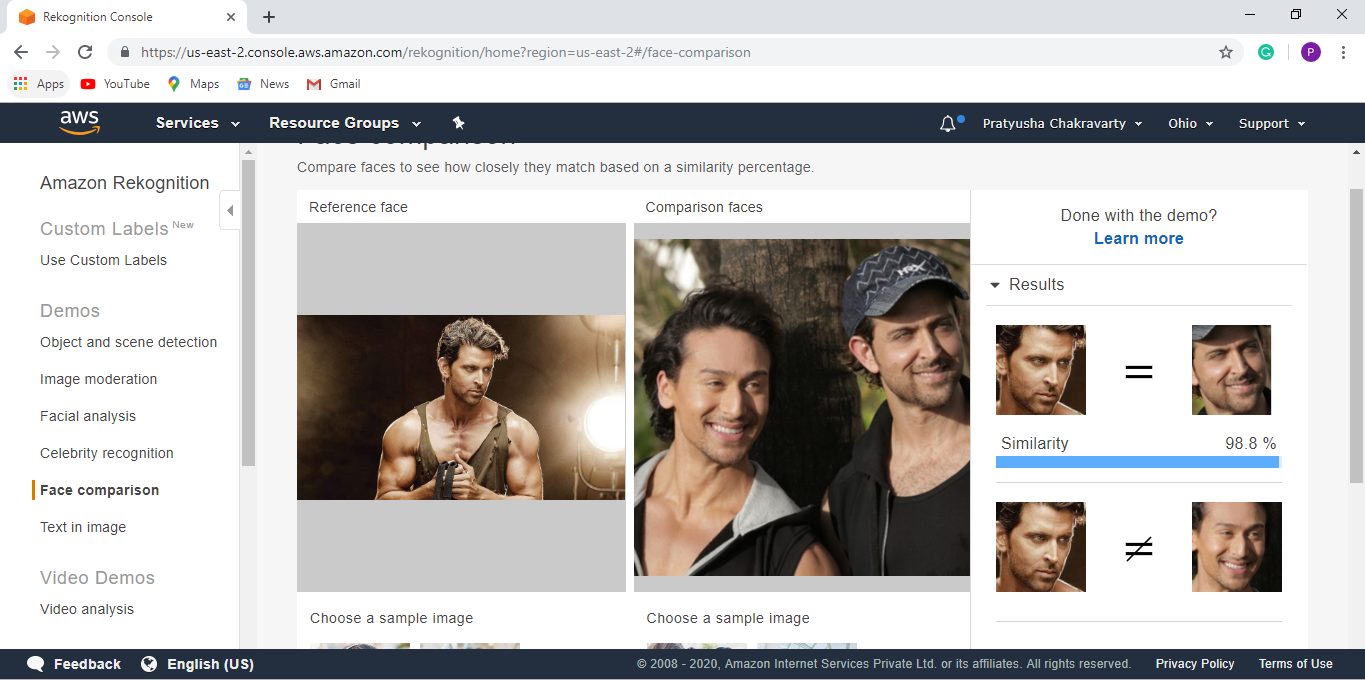 Rekognition Console
https://us-east-2.console.aws.amazon.com/rekognition/home?region=us-east-2#/face-comparison
P
Apps YouTube Maps News Gmail
aws Services Resource Groups Pratyusha Chakravarty Ohio Support
Amazon Rekognition
Custom Labels New
Use Custom Labels
Demos
Object and scene detection
Image moderation
Facial analysis
Celebrity recognition
Face comparison
Text in image
Video Demos
Video analysis
Face comparison
Compare faces to see how closely they match based on a similarity percentage.
Reference face
Choose a sample image
Comparison faces
HRX
Choose a sample image
Done with the demo?
Learn more
Results
=
Similarity 98.8 %
≠
Feedback English (US) © 2008 - 2020, Amazon Internet Services Private Ltd. or its affiliates. All rights reserved. Privacy Policy Terms of Use